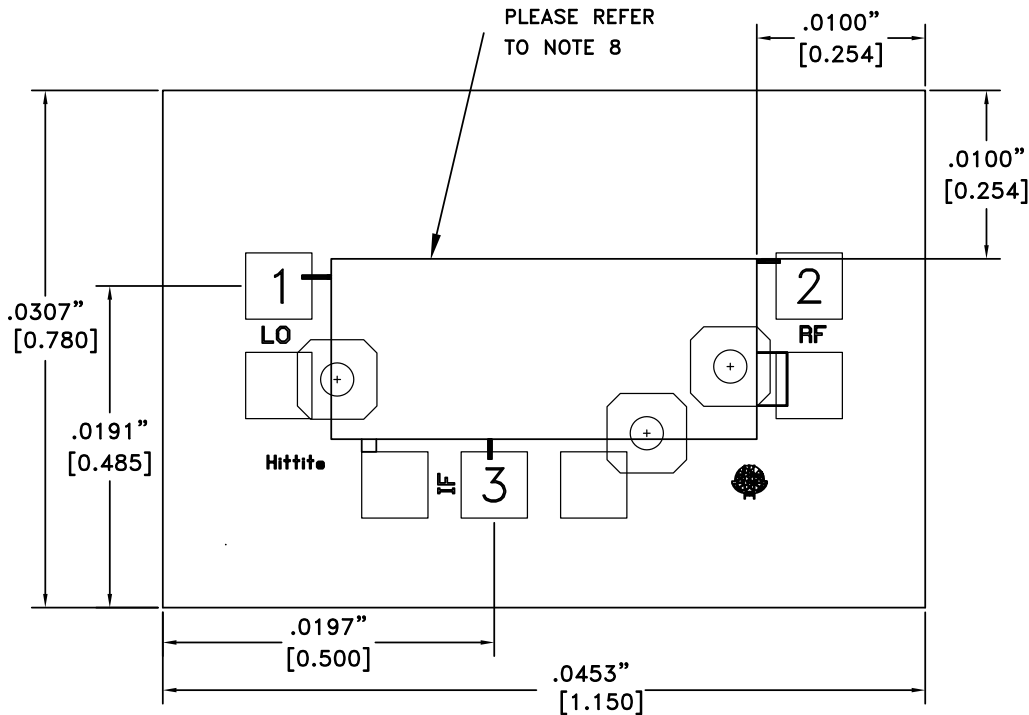 PLEASE REFER
TO NOTE 8
.0100”
[0.254]
.0100”
[0.254]
1
2
LO
RF
.0307”
[0.780]
.0191”
[0.485]
Hittite
IF
3
.0197”
[0.500]
.0453”
[1.150]